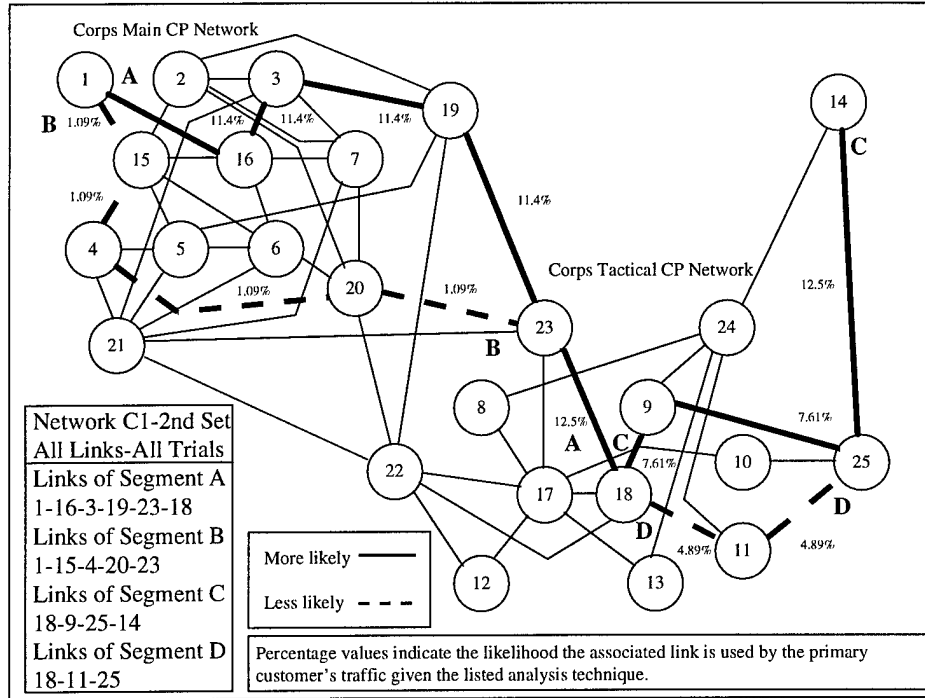 Corps Main CP Network
1
A
2
3
19
14
B
1.09%
11.4%
11.4%
11.4%
C
15
16
7
1.09%
11.4%
4
5
6
Corps Tactical CP Network
1.09%
20
1.09%
12.5%
21
23
24
B
8
9
7.61%
12.5%
A
C
7.61%
10
25
22
17
18
D
D
11
4.89%
4.89%
12
13
Network C1-2nd Set
All Links-All Trials
Links of Segment A
1-16-3-19-23-18
Links of Segment B
1-15-4-20-23
Links of Segment C
18-9-25-14
Links of Segment D
18-11-25
More likely
Less likely
Percentage values indicate the likelihood the associated link is used by the primary
customer's traffic given the listed analysis technique.